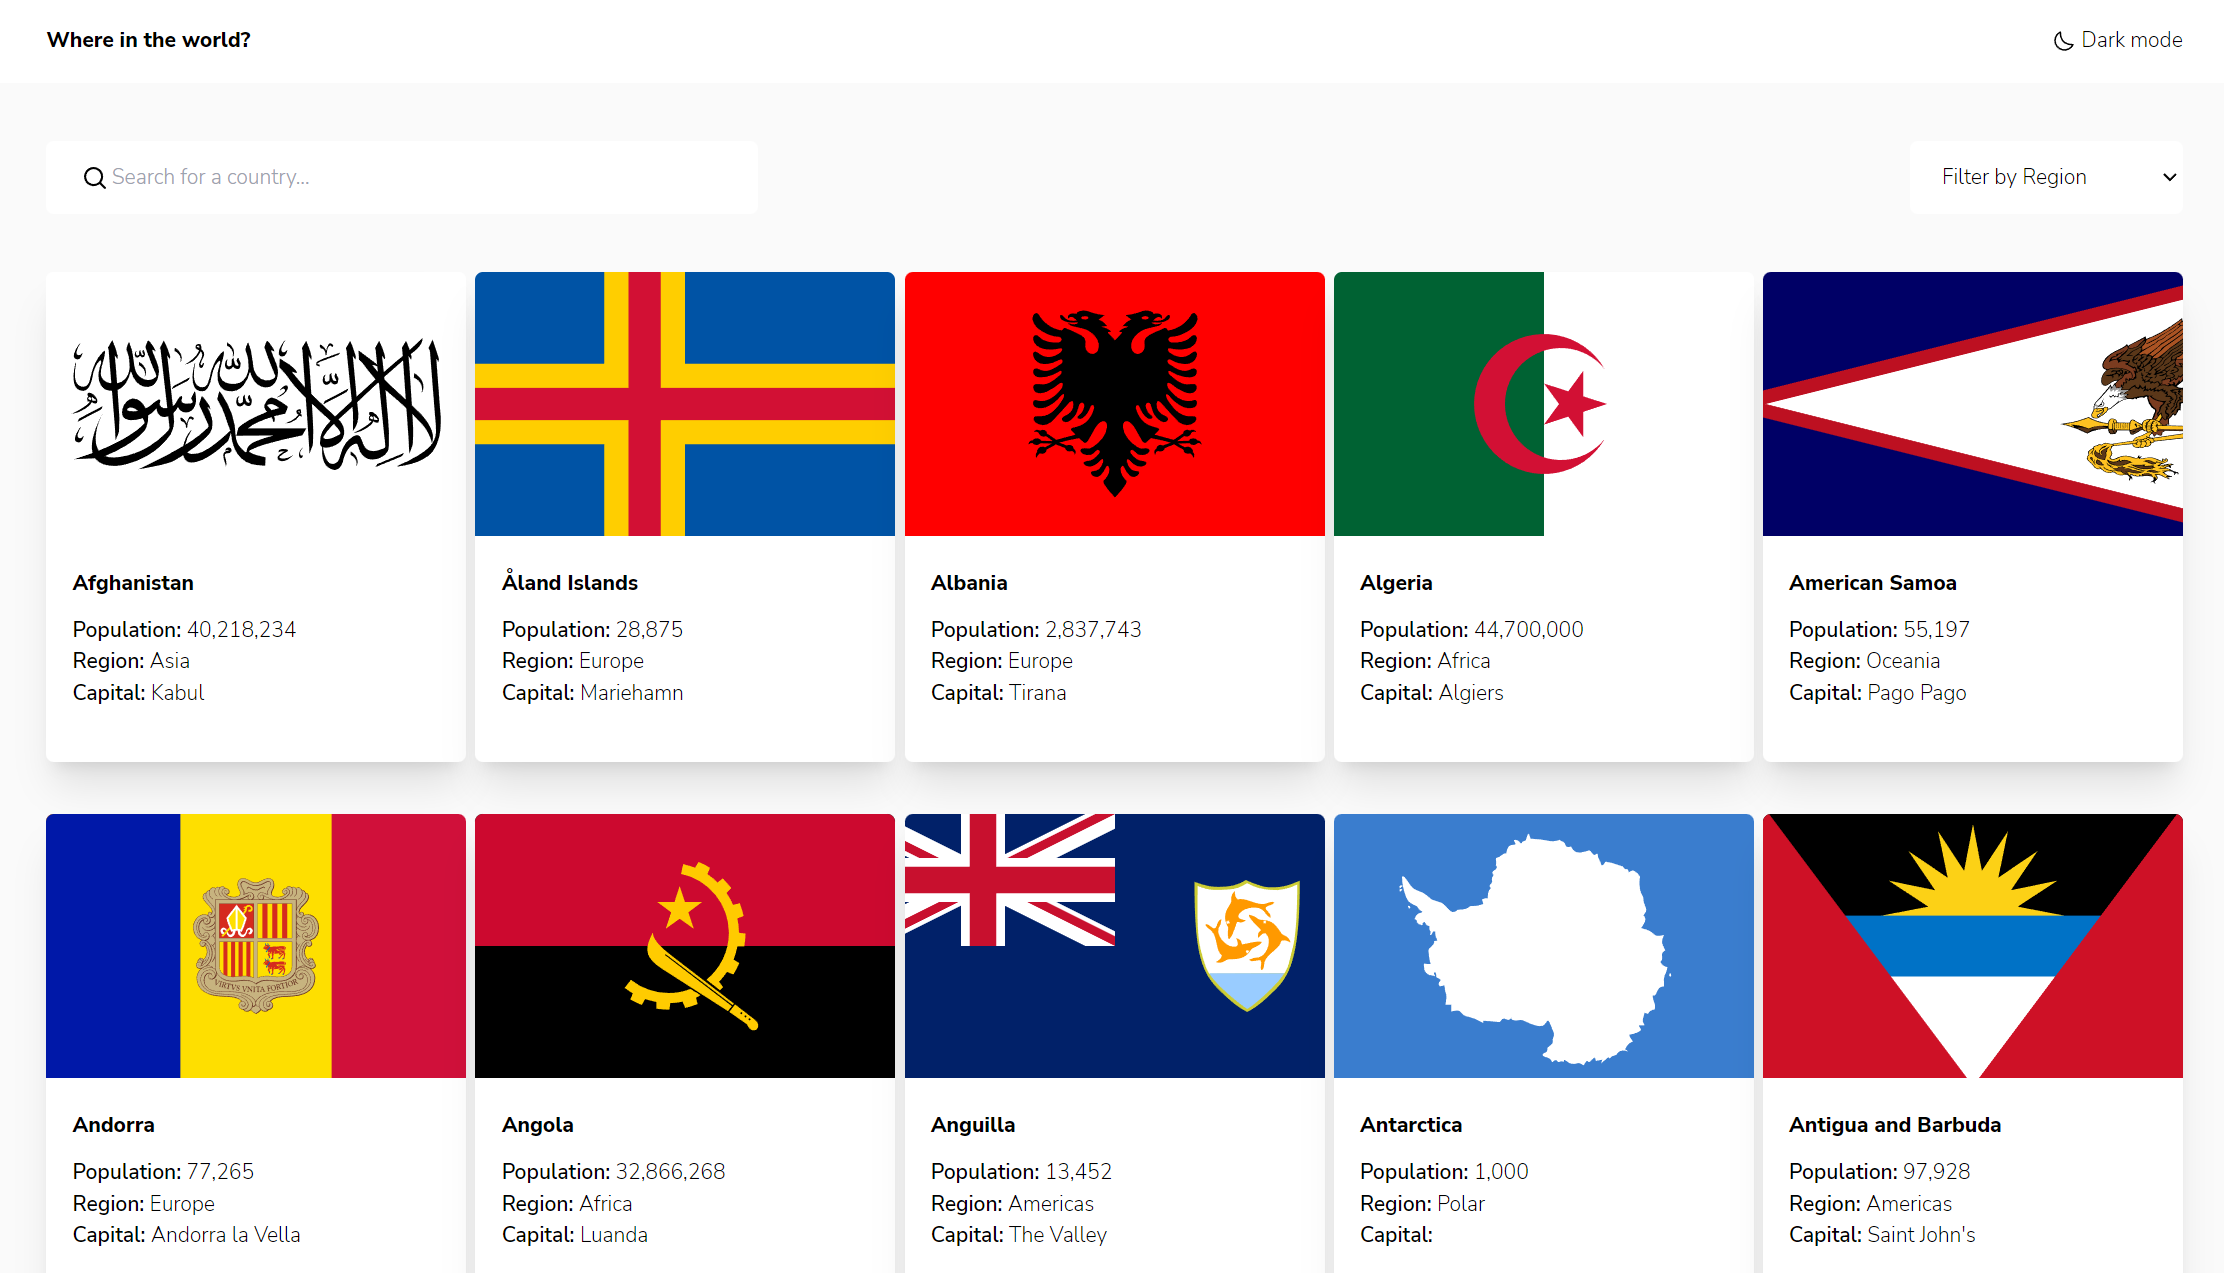 Where in the world?
Dark mode
Search for a country...
Filter by Region
لا إله إلا الله محمد رسول الله
Afghanistan
Population: 40,218,234
Region: Asia
Capital: Kabul
Åland Islands
Population: 28,875
Region: Europe
Capital: Mariehamn
Albania
Population: 2,837,743
Region: Europe
Capital: Tirana
Algeria
Population: 44,700,000
Region: Africa
Capital: Algiers
American Samoa
Population: 55,197
Region: Oceania
Capital: Pago Pago
VIRTVS VNITA FORTIOR
Andorra
Population: 77,265
Region: Europe
Capital: Andorra la Vella
Angola
Population: 32,866,268
Region: Africa
Capital: Luanda
Anguilla
Population: 13,452
Region: Americas
Capital: The Valley
Antarctica
Population: 1,000
Region: Polar
Capital:
Antigua and Barbuda
Population: 97,928
Region: Americas
Capital: Saint John's